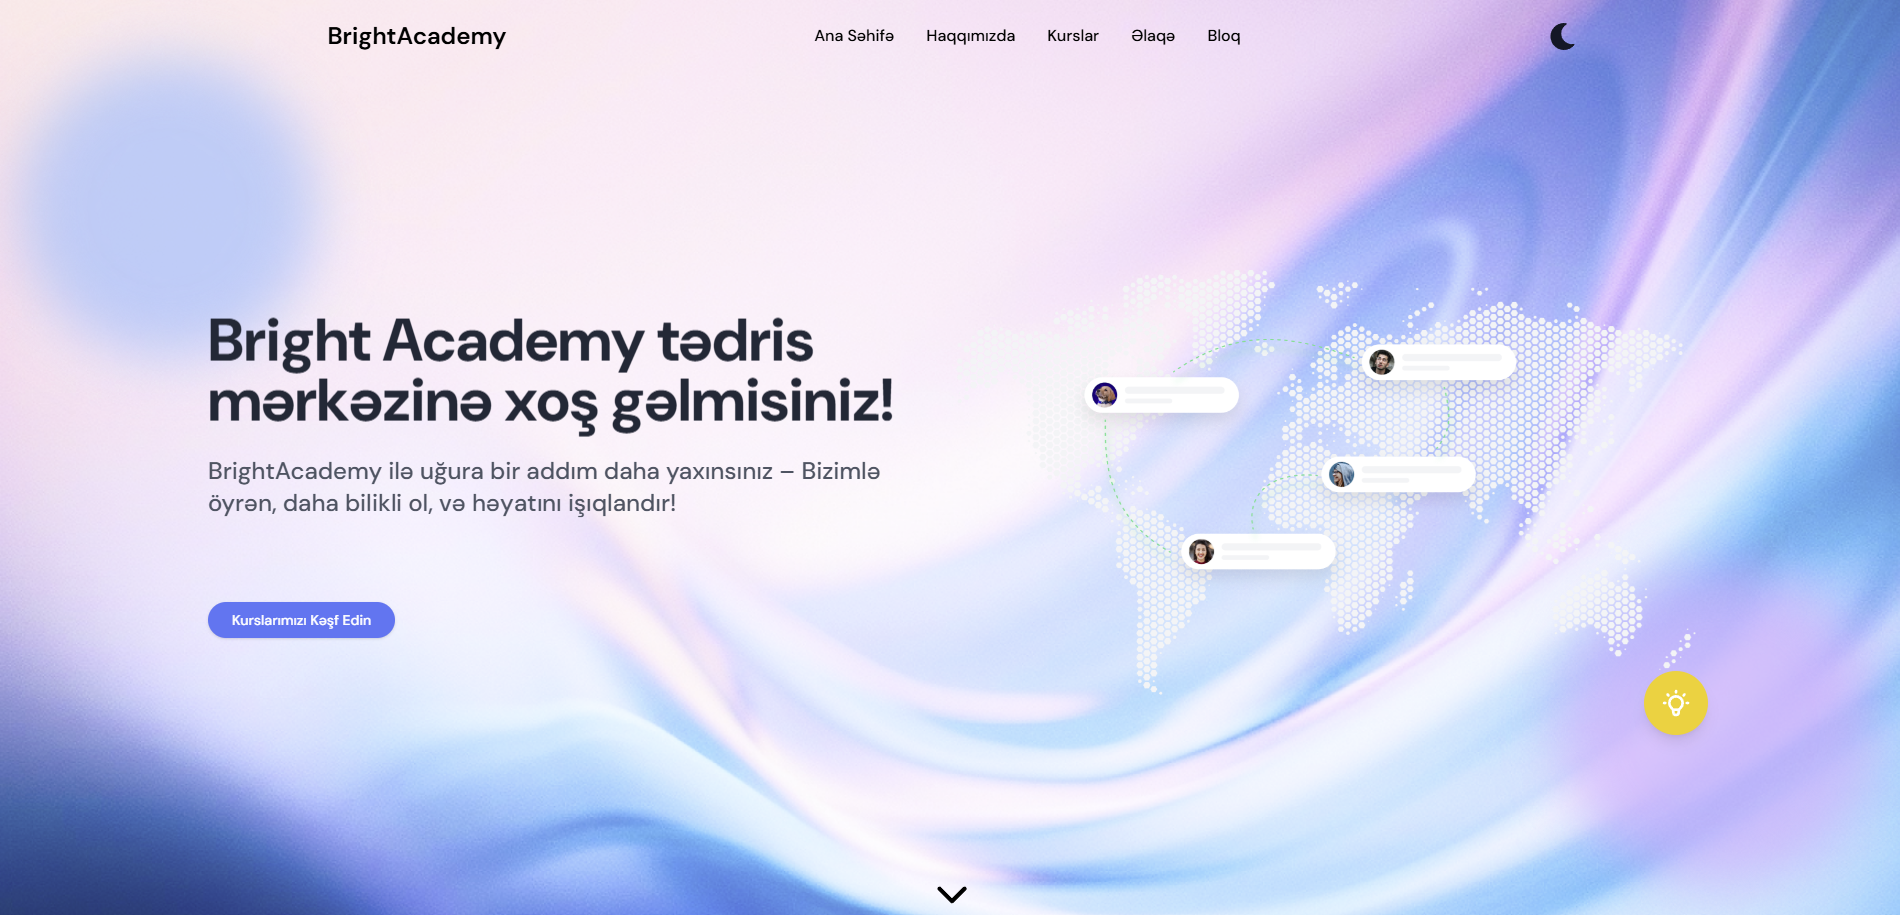 BrightAcademy
Ana Səhifə
Haqqımızda
Kurslar
Əlaqə
Bloq
Bright Academy tədris
mərkəzinə xoş gəlmisiniz!
BrightAcademy ilə uğura bir addım daha yaxınsınız – Bizimlə
öyrən, daha bilikli ol, və həyatını işıqlandır!
Kurslarımızı Kəşf Edin